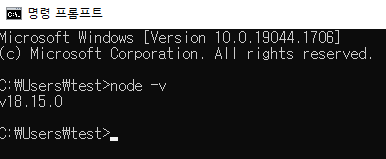 명령 프롬프트
Microsoft Windows [Version 10.0.19044.1706]
(c) Microsoft Corporation. All rights reserved.
C:₩Users₩test>node -v
v18.15.0
C:₩Users₩test>